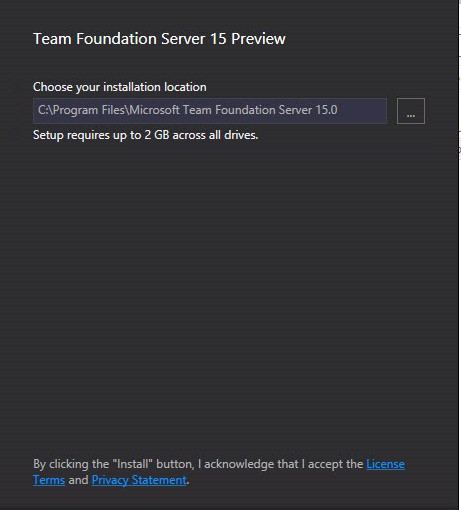 Team Foundation Server 15 Preview
Choose your installation location
C:\Program Files\Microsoft Team Foundation Server 15.0
...
Setup requires up to 2 GB across all drives.
By clicking the "Install" button, I acknowledge that I accept the License
Terms and Privacy Statement.